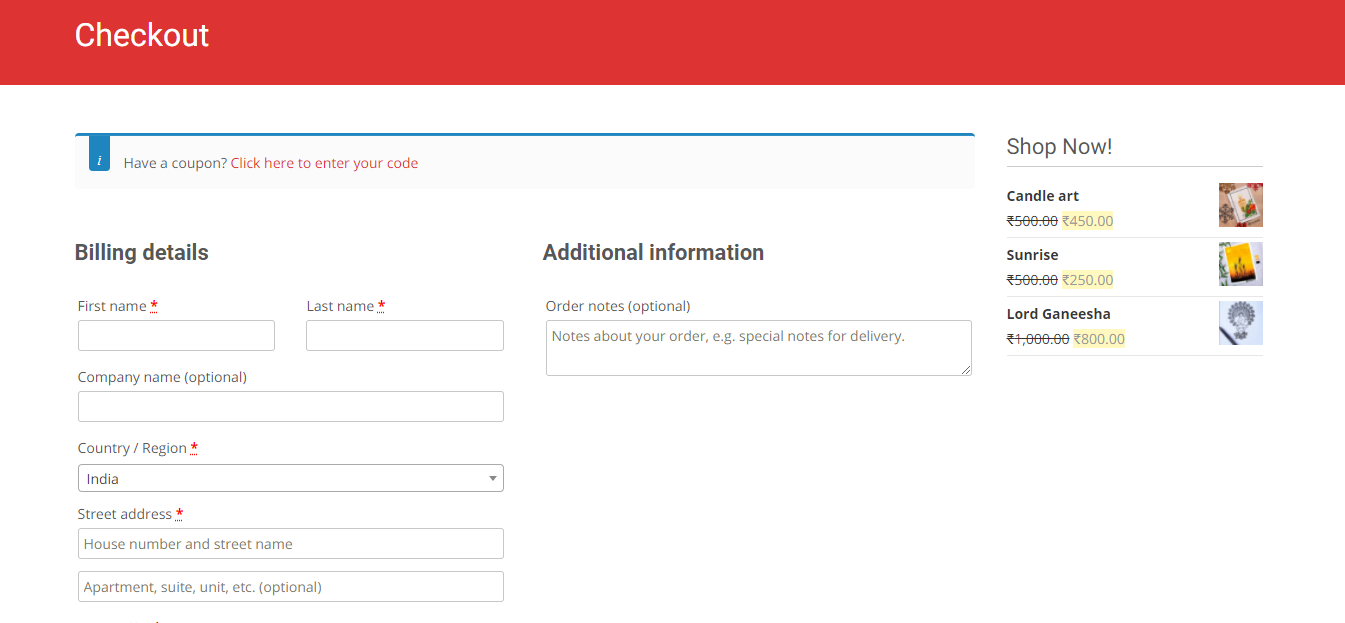 Checkout
i
Have a coupon? Click here to enter your code
Billing details
First name *
Last name *
Company name (optional)
Country / Region *
India
Street address *
House number and street name
Apartment, suite, unit, etc. (optional)
Additional information
Order notes (optional)
Notes about your order, e.g. special notes for delivery.
Shop Now!
Candle art
₹500.00 ₹450.00
Sunrise
₹500.00 ₹250.00
Lord Ganeesha
₹1,000.00 ₹800.00